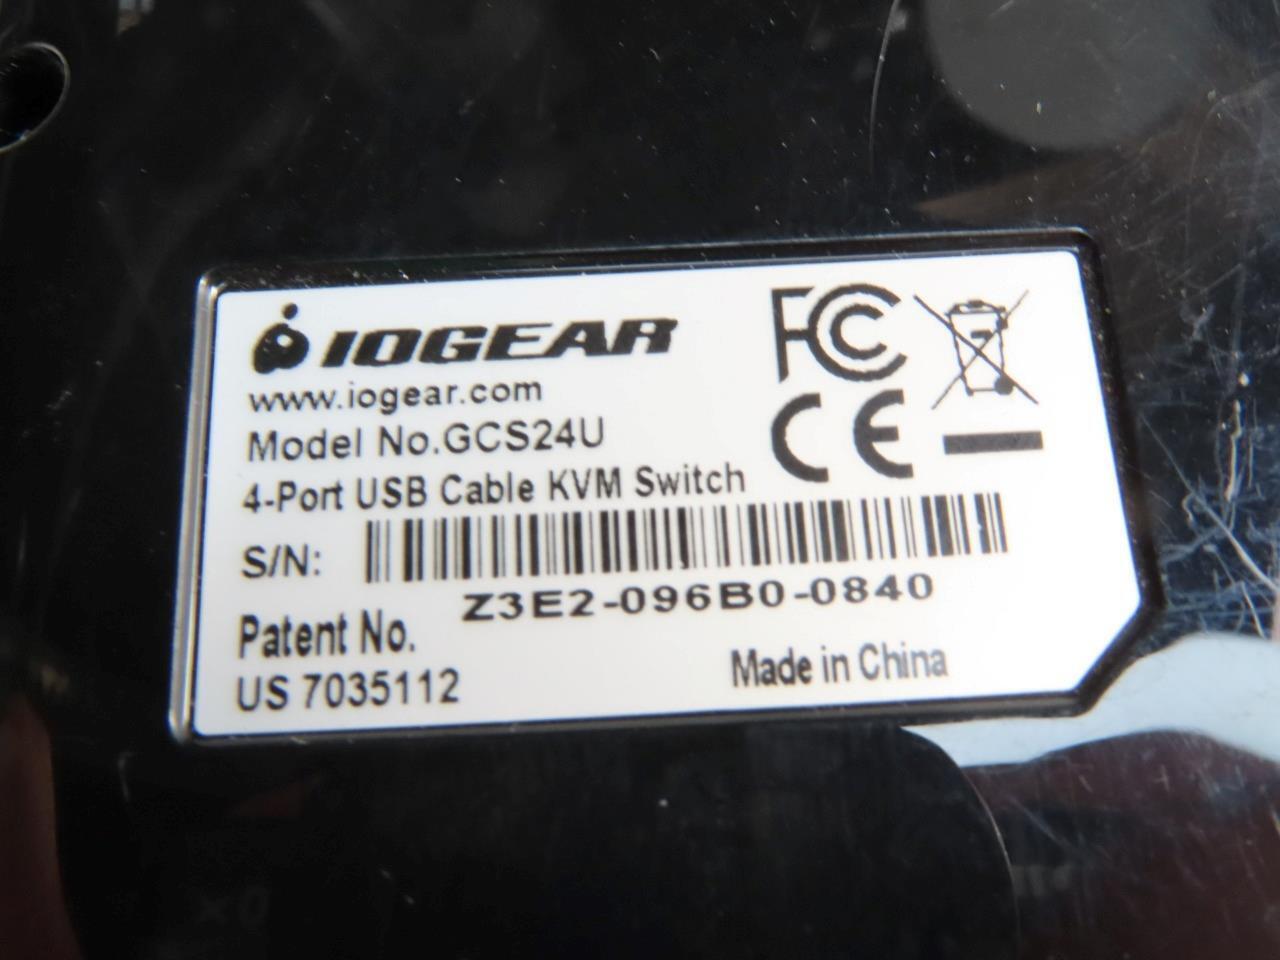 IOGEAR
www.iogear.com
Model No.GCS24U
4-Port USB Cable KVM Switch
S/N:
Z3E2-096B0-0840
Patent No.
US 7035112
Made in China
FC
CE